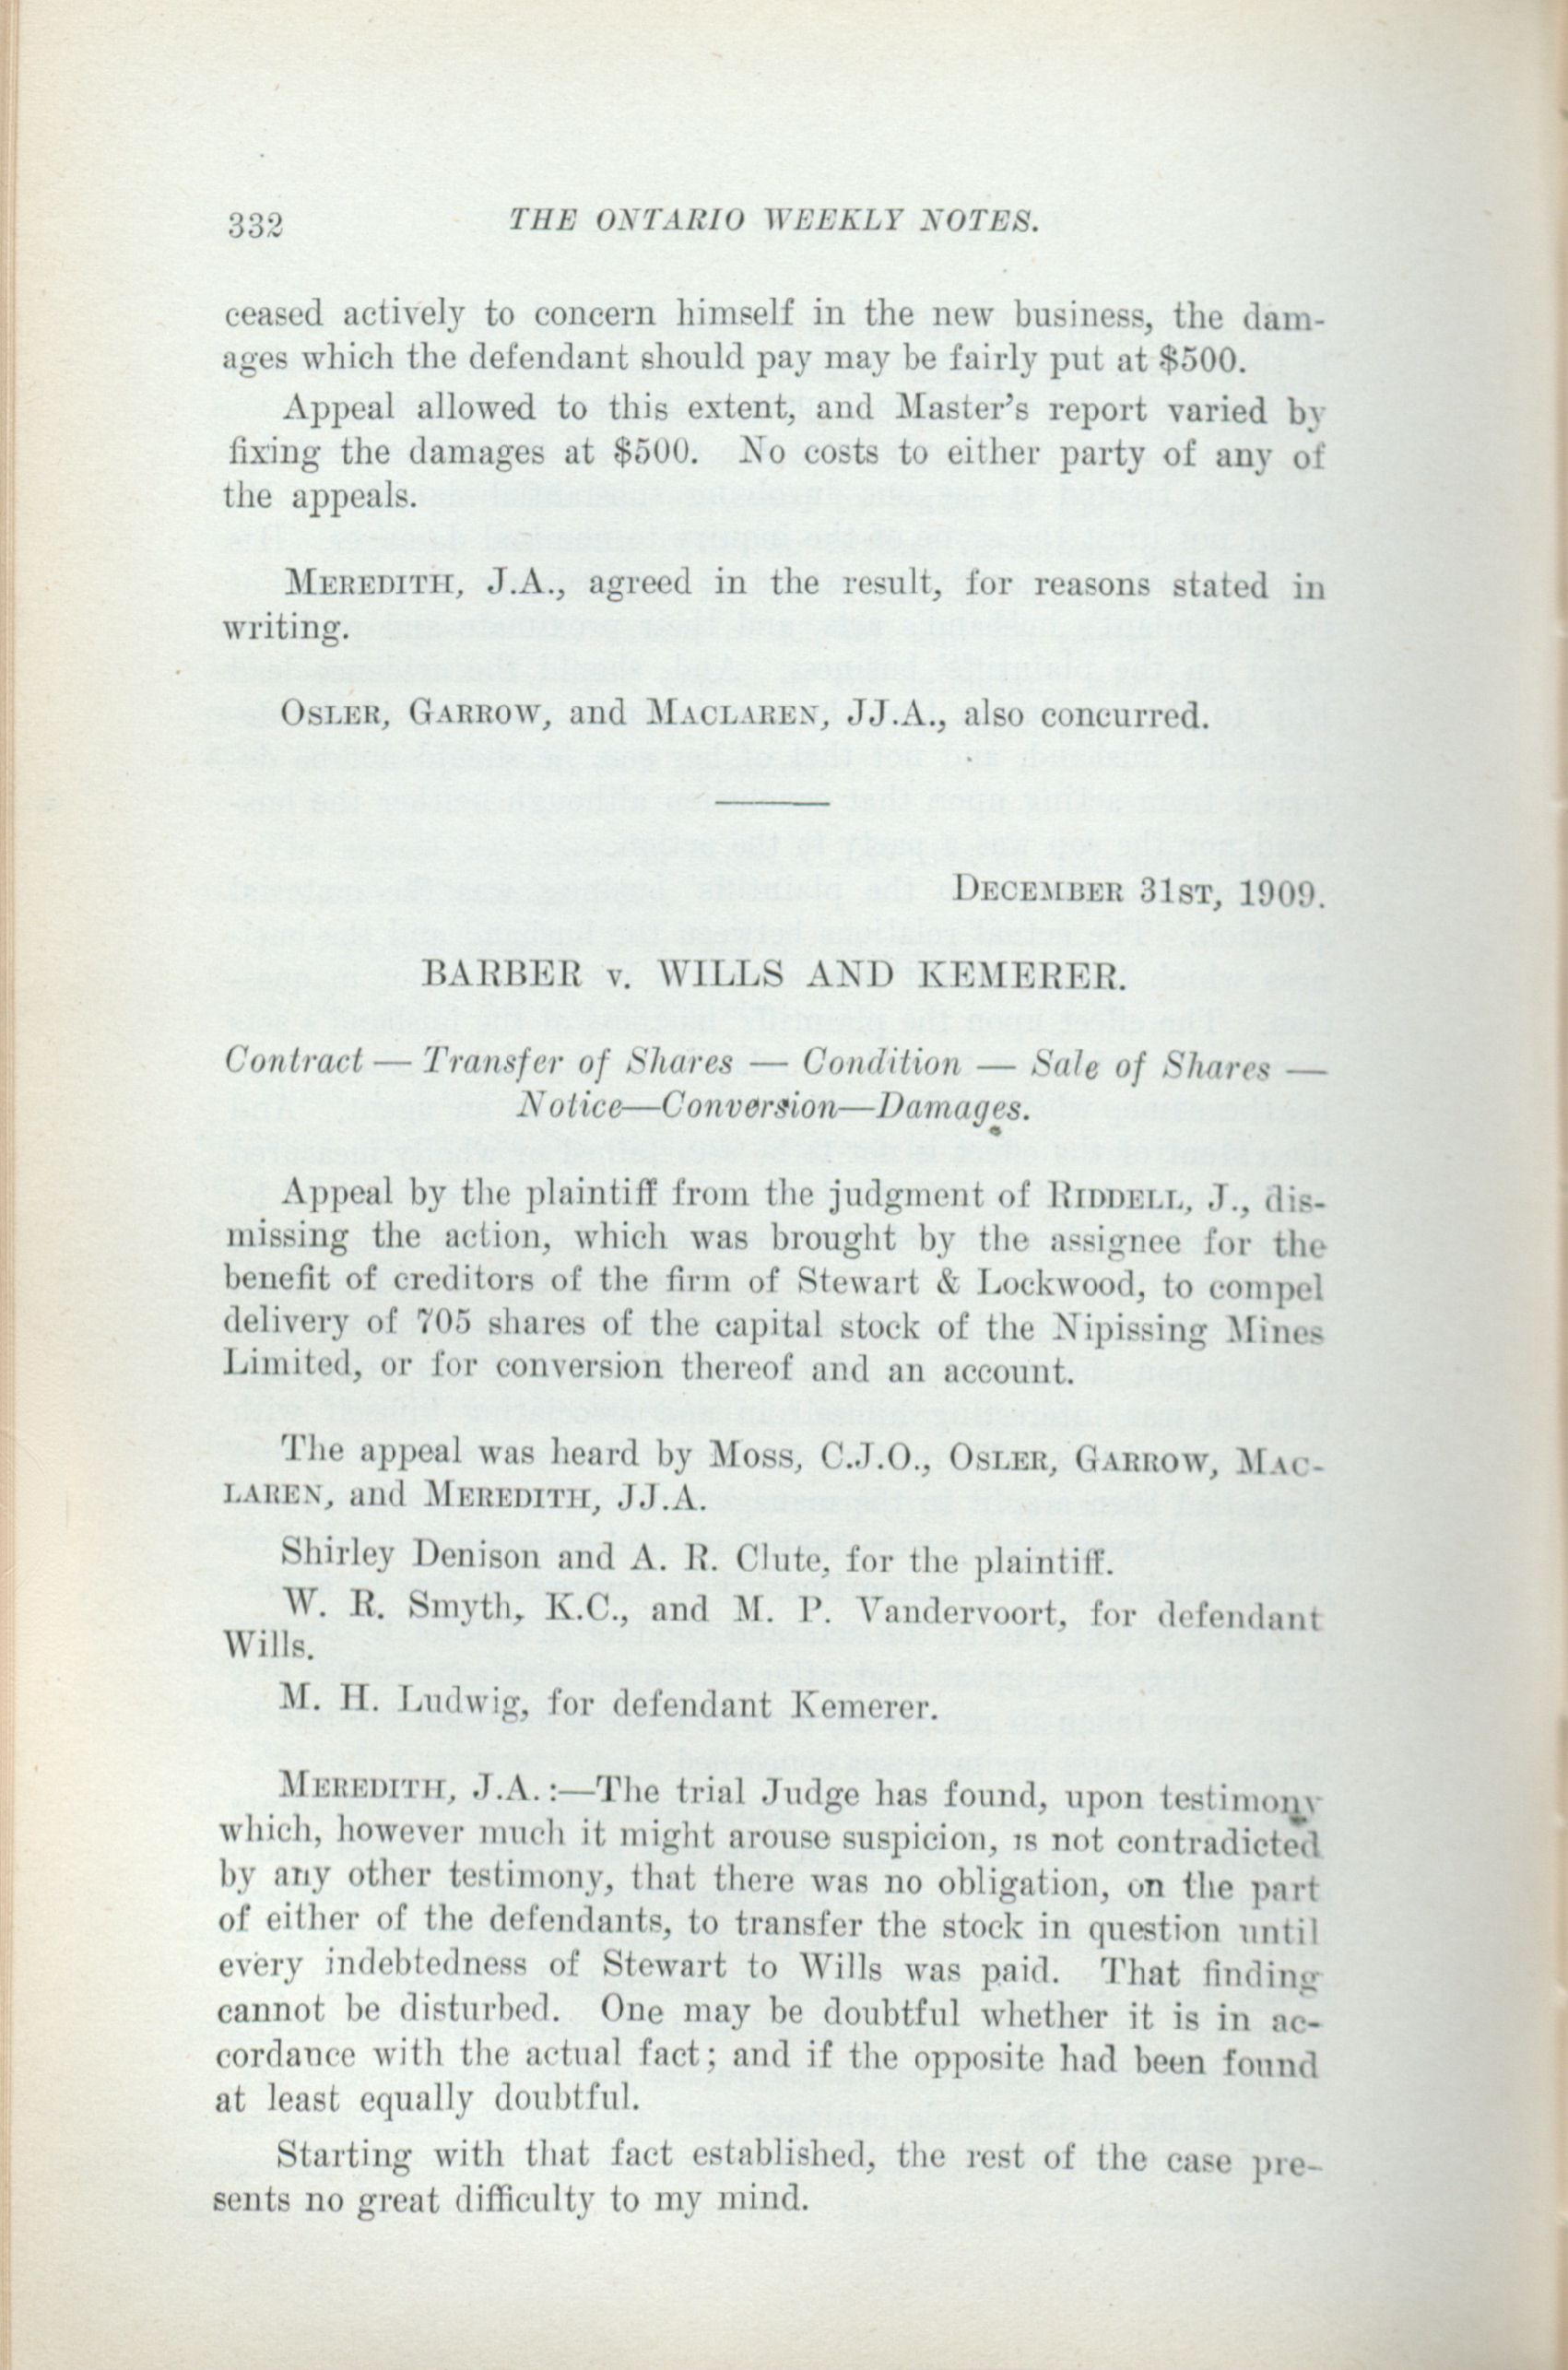 332
THE ONTARIO WEEKLY NOTES.
ceased actively to concern himself in the new business, the dam-
ages which the defendant should pay may be fairly put at $500.
Appeal allowed to this extent, and Master's report varied by
fixing the damages at $500. No costs to either party of any of
the appeals.
MEREDITH, J.A., agreed in the result, for reasons stated in
writing.
OSLER, GARROW, and MACLAREN, JJ.A., also concurred.
DECEMBER 31ST, 1909.
BARBER v. WILLS AND KEMERER.
Contract — Transfer of Shares — Condition — Sale of Shares —
Notice—Conversion—Damages.
Appeal by the plaintiff from the judgment of RIDDELL, J., dis-
missing the action, which was brought by the assignee for the
benefit of creditors of the firm of Stewart & Lockwood, to compel
delivery of 705 shares of the capital stock of the Nipissing Mines
Limited, or for conversion thereof and an account.
The appeal was heard by MOSS, C.J.O., OSLER, GARROW, MAC-
LAREN, and MEREDITH, JJ.A.
Shirley Denison and A. R. Clute, for the plaintiff.
W. R. Smyth, K.C., and M. P. Vandervoort, for defendant
Wills.
M. H. Ludwig, for defendant Kemerer.
MEREDITH, J.A.:—The trial Judge has found, upon testimony
which, however much it might arouse suspicion, is not contradicted
by any other testimony, that there was no obligation, on the part
of either of the defendants, to transfer the stock in question until
every indebtedness of Stewart to Wills was paid. That finding
cannot be disturbed. One may be doubtful whether it is in ac-
cordance with the actual fact; and if the opposite had been found
at least equally doubtful.
Starting with that fact established, the rest of the case pre-
sents no great difficulty to my mind.